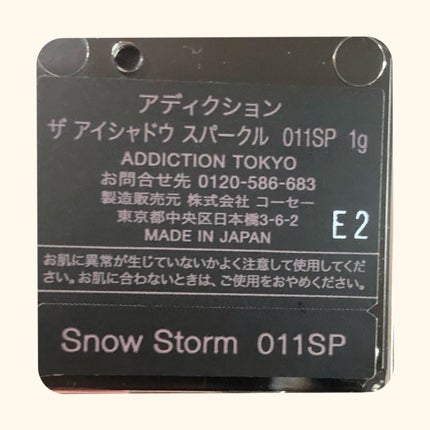 アディクション
ザ アイシャドウ スパークル 011SP 1g
ADDICTION TOKYO
お問合せ先 0120-586-683
製造販売元 株式会社 コーセー
東京都中央区日本橋3-6-2
MADE IN JAPAN
E2
お肌に異常が生じていないかよく注意して使用してくだ
さい。お肌に合わないときは、ご使用をおやめください。
Snow Storm 011SP